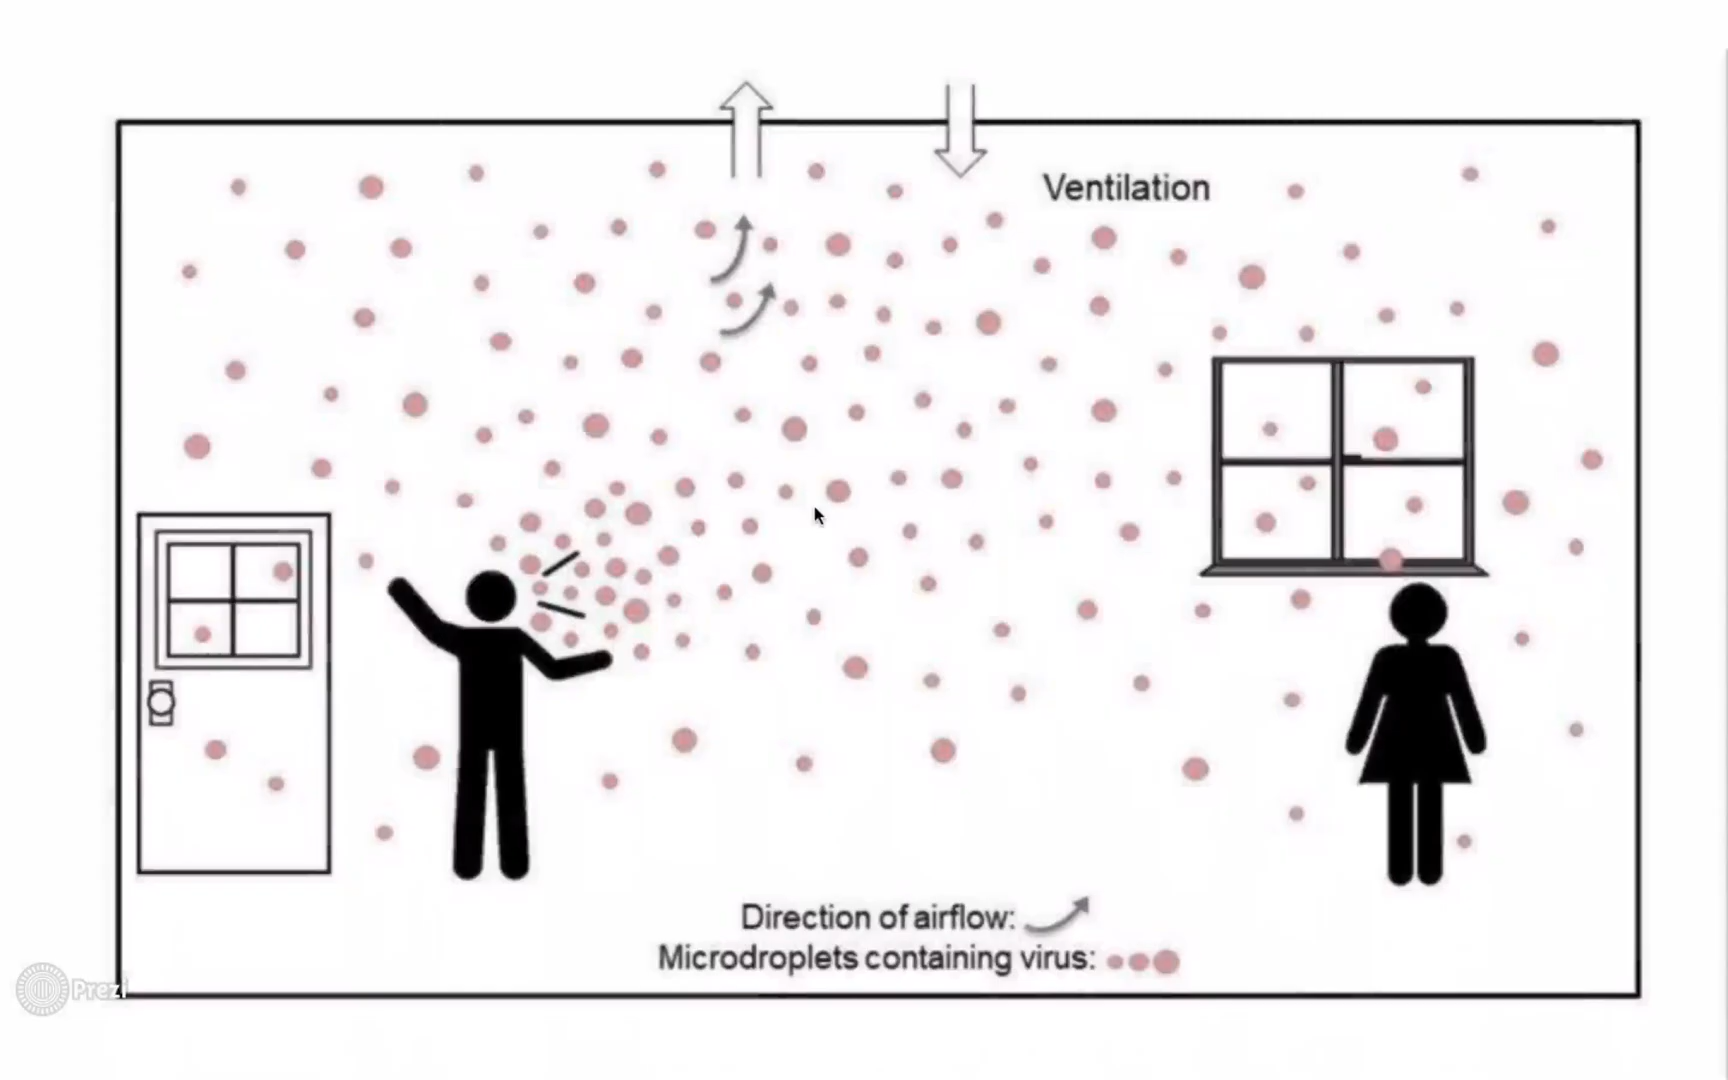 Ventilation
Direction of airflow:
Microdroplets containing virus:
Prezi